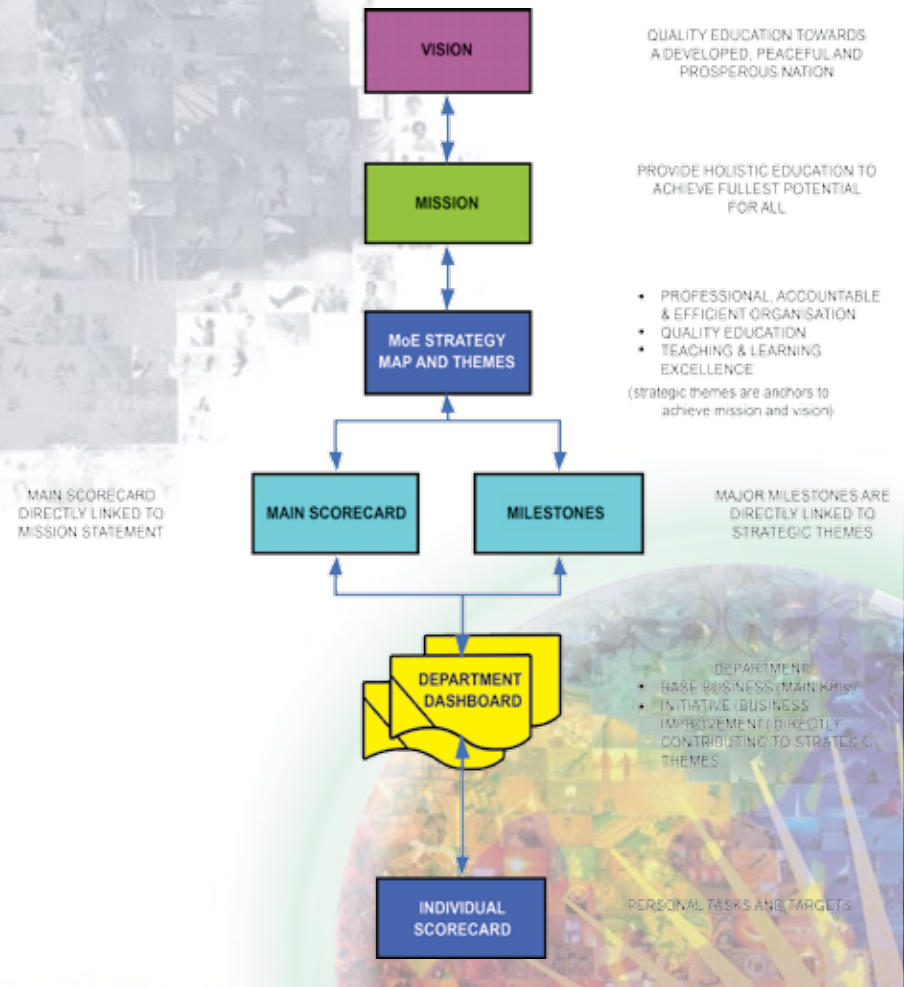 VISION
QUALITY EDUCATION TOWARDS
A DEVELOPED, PEACEFUL AND
PROSPEROUS NATION
MISSION
PROVIDE HOLISTIC EDUCATION TO
ACHIEVE FULLEST POTENTIAL
FOR ALL
MoE STRATEGY
MAP AND THEMES
• PROFESSIONAL, ACCOUNTABLE
& EFFICIENT ORGANISATION
• QUALITY EDUCATION
• TEACHING & LEARNING
EXCELLENCE
(strategic themes are anchors to
achieve mission and vision)
MAIN SCORECARD
DIRECTLY LINKED TO
MISSION STATEMENT
MAIN SCORECARD
MILESTONES
MAJOR MILESTONES ARE
DIRECTLY LINKED TO
STRATEGIC THEMES
DEPARTMENT
DASHBOARD
DEPARTMENT
• BASE BUSINESS (MAIN
• INITIATIVE (BUSINESS
IMPROVEMENT) DIRECTLY
CONTRIBUTING TO STRATEGIC
THEMES
INDIVIDUAL
SCORECARD
PERSONAL TASKS AND TARGETS